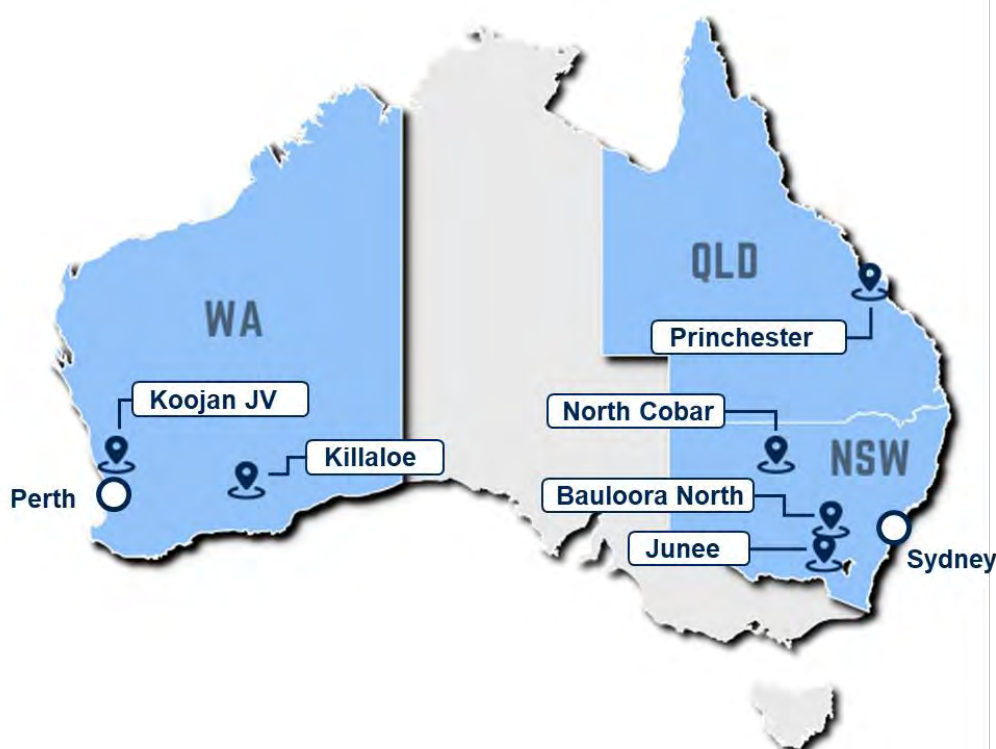 QLD
WA
Princhester
Koojan JV
North Cobar
Killaloe
NSW
Bauloora North
Perth
Junee
Sydney